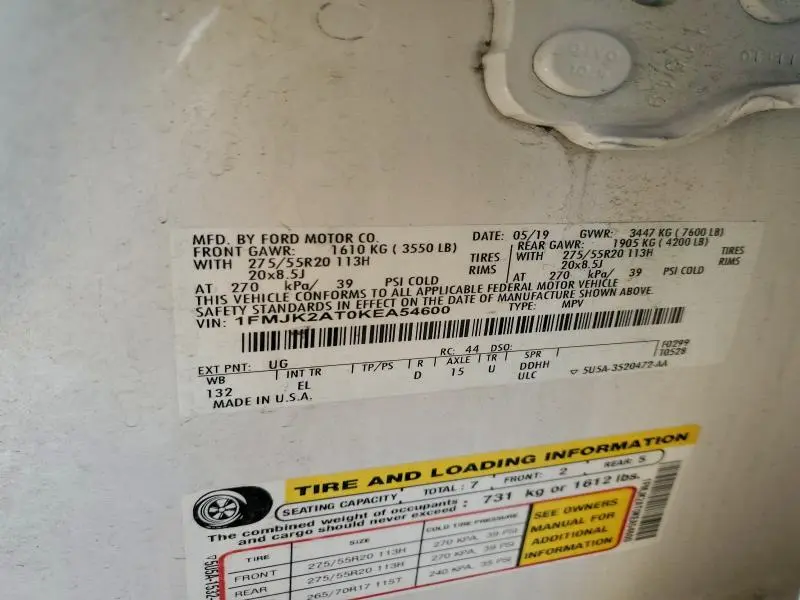 MFD. BY FORD MOTOR CO.
DATE: 05/19 GVWR: 3447 KG ( 7600 LB)
FRONT GAWR: 1610 KG ( 3550 LB)
REAR GAWR: 1905 KG ( 4200 LB)
WITH 275/55R20 113H TIRES
WITH 275/55R20 113H TIRES
20x8.5J RIMS
20x8.5J RIMS
AT 270 kPa/ 39 PSI COLD
AT 270 kPa/ 39 PSI COLD
THIS VEHICLE CONFORMS TO ALL APPLICABLE FEDERAL MOTOR VEHICLE
SAFETY STANDARDS IN EFFECT ON THE DATE OF MANUFACTURE SHOWN ABOVE.
VIN: 1FMJK2AT0KEA54600 TYPE: MPV
F0299
T0528
EXT PNT: UG RC: 44 DSO:
WB INT TR TP/PS R AXLE TR SPR
132 EL D 15 U DDHH
ULC
5U5A-3520472-AA
MADE IN U.S.A.
TIRE AND LOADING INFORMATION
SEATING CAPACITY TOTAL: 7 FRONT: 2 REAR: 5
The combined weight of occupants
and cargo should never exceed : 731 kg or 1612 lbs.
TIRE SIZE COLD TIRE PRESSURE
FRONT 275/55R20 113H 270 KPA, 39 PSI
REAR 275/55R20 113H 270 KPA, 39 PSI
265/70R17 115T 240 KPA, 35 PSI
SEE OWNERS
MANUAL FOR
ADDITIONAL
INFORMATION